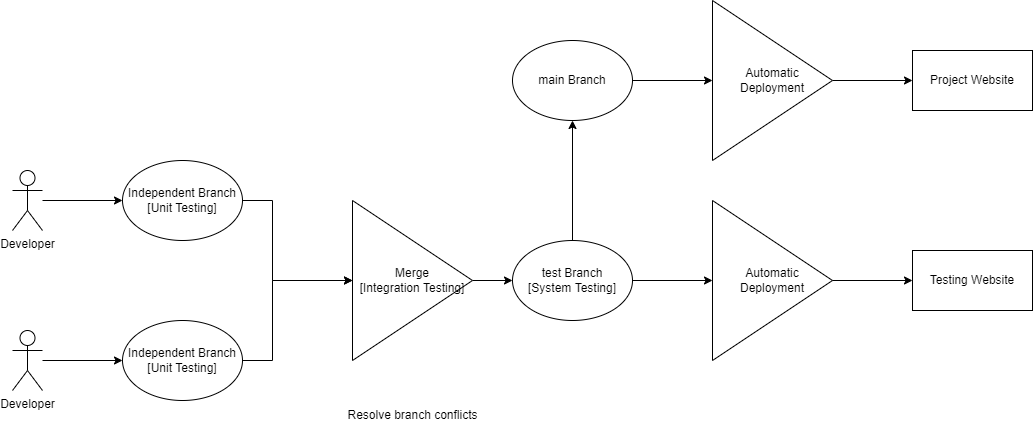 main Branch
Automatic
Deployment
Project Website
Independent Branch
[Unit Testing]
Developer
Merge
[Integration Testing]
test Branch
[System Testing]
Automatic
Deployment
Testing Website
Independent Branch
[Unit Testing]
Developer
Resolve branch conflicts